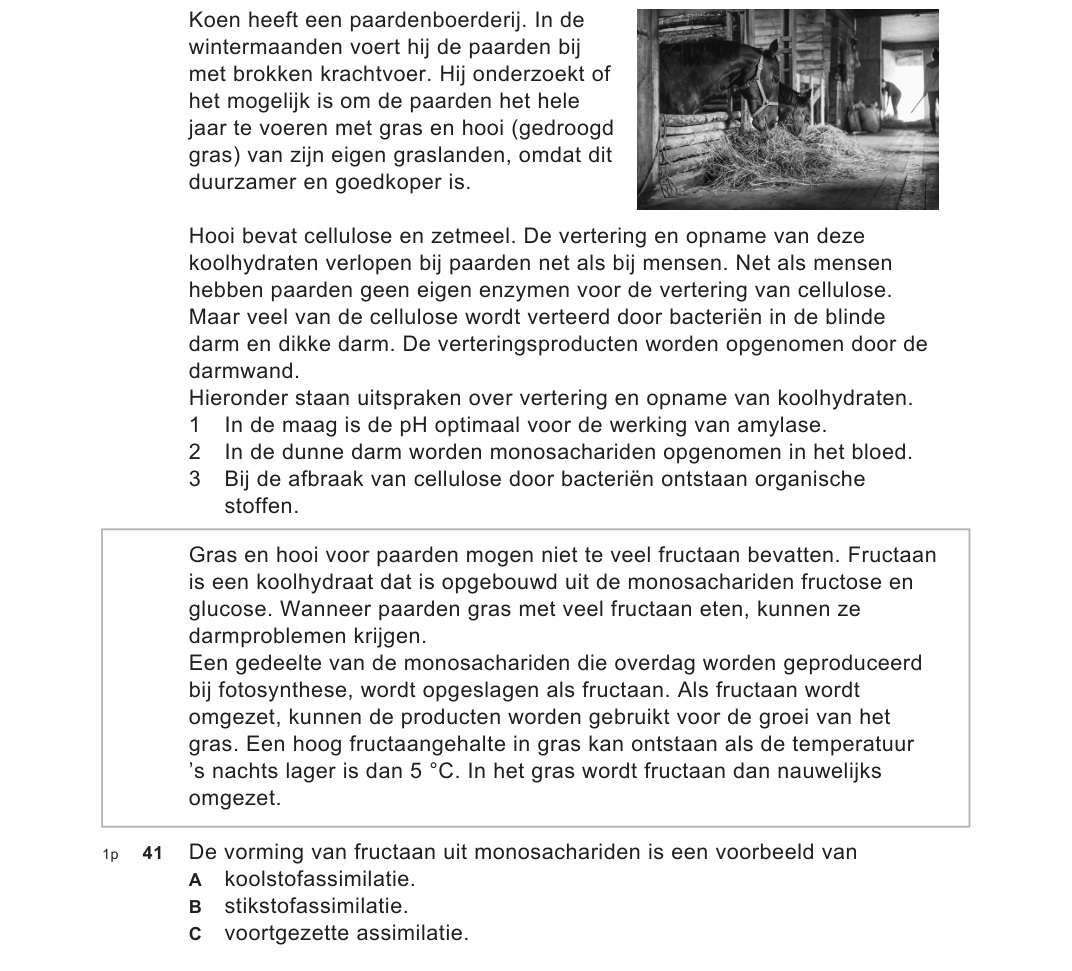 Koen heeft een paardenboerderij. In de
wintermaanden voert hij de paarden bij
met brokken krachtvoer. Hij onderzoekt of
het mogelijk is om de paarden het hele
jaar te voeren met gras en hooi (gedroogd
gras) van zijn eigen graslanden, omdat dit
duurzamer en goedkoper is.
Hooi bevat cellulose en zetmeel. De vertering en opname van deze
koolhydraten verlopen bij paarden net als bij mensen. Net als mensen
hebben paarden geen eigen enzymen voor de vertering van cellulose.
Maar veel van de cellulose wordt verteerd door bacteriën in de blinde
darm en dikke darm. De verteringsproducten worden opgenomen door de
darmwand.
Hieronder staan uitspraken over vertering en opname van koolhydraten.
1 In de maag is de pH optimaal voor de werking van amylase.
2 In de dunne darm worden monosachariden opgenomen in het bloed.
3 Bij de afbraak van cellulose door bacteriën ontstaan organische
stoffen.
Gras en hooi voor paarden mogen niet te veel fructaan bevatten. Fructaan
is een koolhydraat dat is opgebouwd uit de monosachariden fructose en
glucose. Wanneer paarden gras met veel fructaan eten, kunnen ze
darmproblemen krijgen.
Een gedeelte van de monosachariden die overdag worden geproduceerd
bij fotosynthese, wordt opgeslagen als fructaan. Als fructaan wordt
omgezet, kunnen de producten worden gebruikt voor de groei van het
gras. Een hoog fructaangehalte in gras kan ontstaan als de temperatuur
’s nachts lager is dan 5 °C. In het gras wordt fructaan dan nauwelijks
omgezet.
1p 41 De vorming van fructaan uit monosachariden is een voorbeeld van
A koolstofassimilatie.
B stikstofassimilatie.
C voortgezette assimilatie.